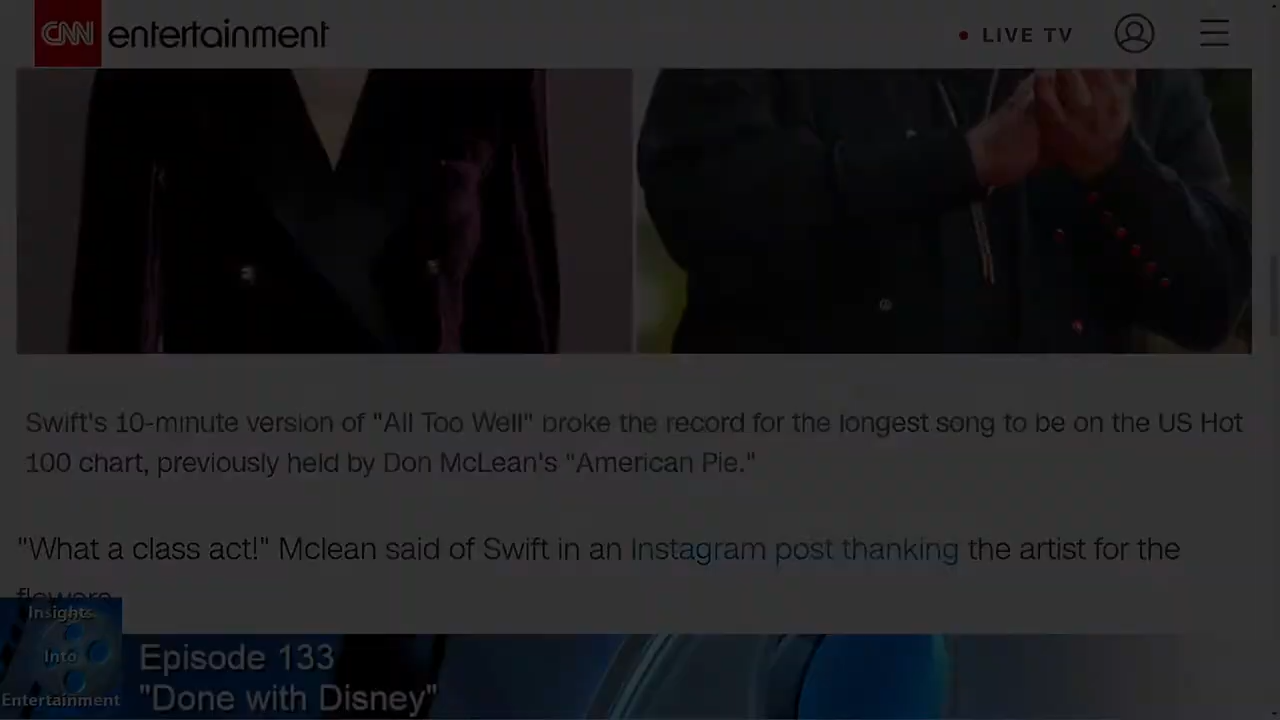 CNN entertainment
LIVE TV
Swift's 10-minute version of "All Too Well" broke the record for the longest song to be on the US Hot
100 chart, previously held by Don McLean's "American Pie."
"What a class act!" Mclean said of Swift in an Instagram post thanking the artist for the
flowers.
Insights
Into
Entertainment
Episode 133
"Done with Disney"